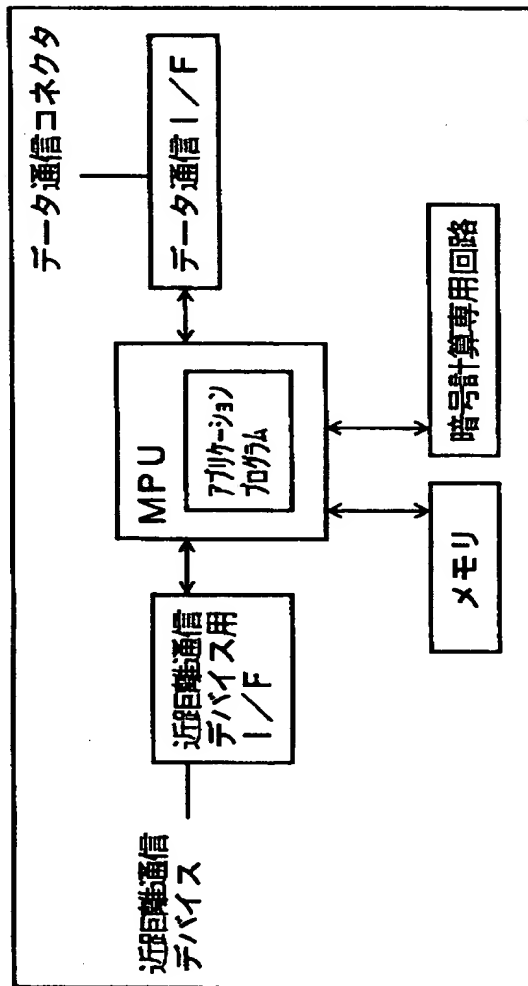 データ通信コネクタ
データ通信I/F
MPU
アプリケーション
プログラム
近距離通信
デバイス用
I/F
近距離通信
デバイス
暗号計算専用回路
メモリ